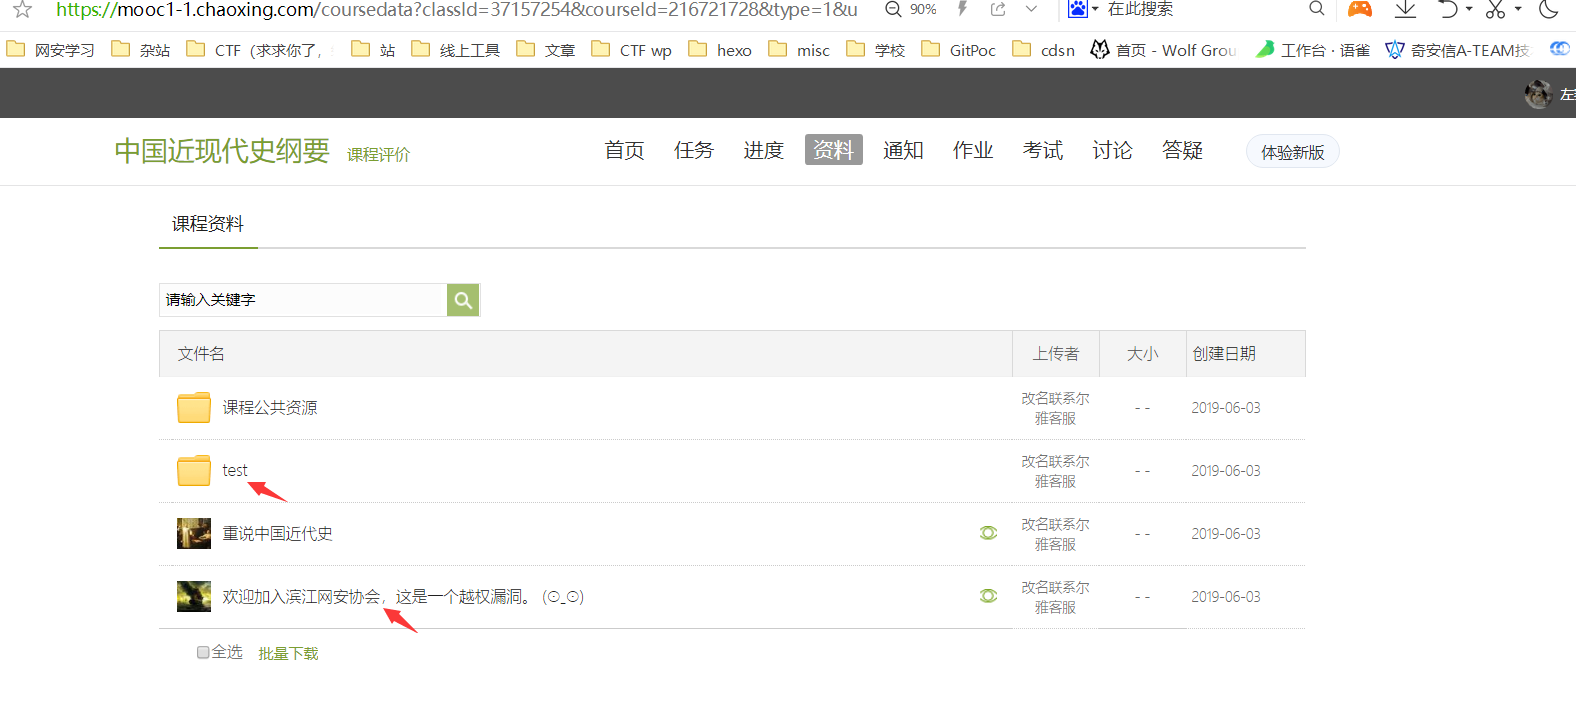 https://mooc1-1.chaoxing.com/coursedata?classId=37157254&courseId=216721728&type=1&u 90% 在此搜索
网安学习 杂站 CTF（求求你了, 站 线上工具 文章 CTF wp hexo misc 学校 GitPoc cdsn 首页 - Wolf Grou 工作台 · 语雀 奇安信A-TEAM技
中国近现代史纲要 课程评价 首页 任务 进度 资料 通知 作业 考试 讨论 答疑 体验新版
课程资料
请输入关键字
文件名 上传者 大小 创建日期
课程公共资源 改名联系尔雅客服 - - 2019-06-03
test 改名联系尔雅客服 - - 2019-06-03
重说中国近代史 改名联系尔雅客服 - - 2019-06-03
欢迎加入滨江网安协会，这是一个越权漏洞。 (⊙_⊙) 改名联系尔雅客服 - - 2019-06-03
全选 批量下载